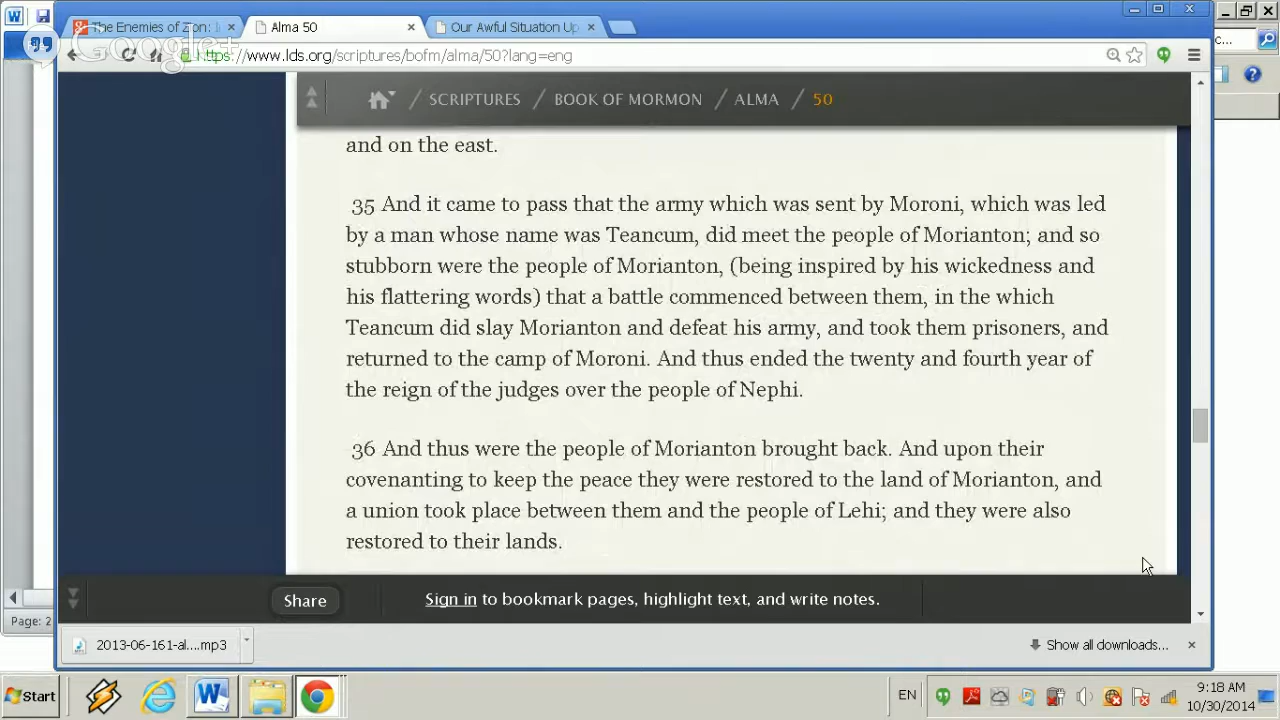 The Enemies of Zion: I
Alma 50
Our Awful Situation Up
Google+
https://www.lds.org/scriptures/bofm/alma/50?lang=eng
c...
SCRIPTURES / BOOK OF MORMON / ALMA / 50
and on the east.
35 And it came to pass that the army which was sent by Moroni, which was led
by a man whose name was Teancum, did meet the people of Morianton; and so
stubborn were the people of Morianton, (being inspired by his wickedness and
his flattering words) that a battle commenced between them, in the which
Teancum did slay Morianton and defeat his army, and took them prisoners, and
returned to the camp of Moroni. And thus ended the twenty and fourth year of
the reign of the judges over the people of Nephi.
36 And thus were the people of Morianton brought back. And upon their
covenanting to keep the peace they were restored to the land of Morianton, and
a union took place between them and the people of Lehi; and they were also
restored to their lands.
Share
Sign in to bookmark pages, highlight text, and write notes.
Page: 2
2013-06-161-al....mp3
Show all downloads...
Start
EN
9:18 AM
10/30/2014